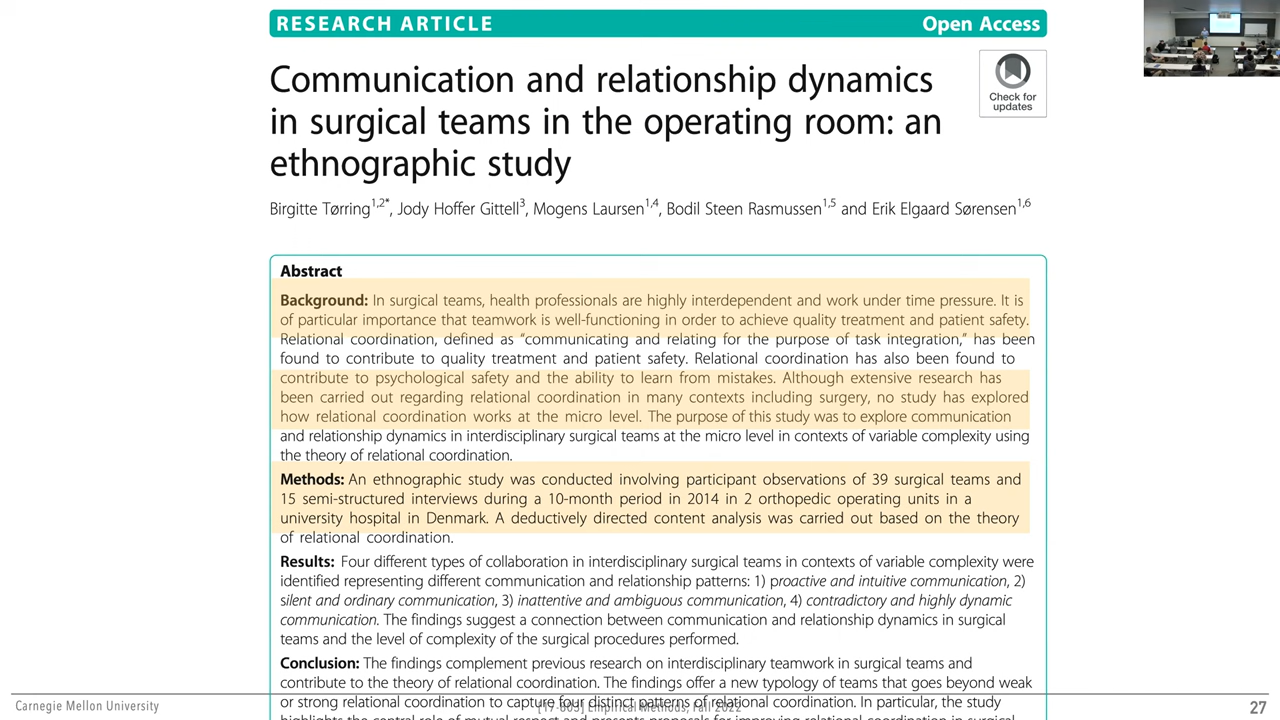 RESEARCH ARTICLE Open Access
Communication and relationship dynamics
in surgical teams in the operating room: an
ethnographic study
Check for
updates
Birgitte Tørring1,2*, Jody Hoffer Gittell3, Mogens Laursen1,4, Bodil Steen Rasmussen1,5 and Erik Elgaard Sørensen1,6
Abstract
Background: In surgical teams, health professionals are highly interdependent and work under time pressure. It is
of particular importance that teamwork is well-functioning in order to achieve quality treatment and patient safety.
Relational coordination, defined as “communicating and relating for the purpose of task integration,” has been
found to contribute to quality treatment and patient safety. Relational coordination has also been found to
contribute to psychological safety and the ability to learn from mistakes. Although extensive research has
been carried out regarding relational coordination in many contexts including surgery, no study has explored
how relational coordination works at the micro level. The purpose of this study was to explore communication
and relationship dynamics in interdisciplinary surgical teams at the micro level in contexts of variable complexity using
the theory of relational coordination.
Methods: An ethnographic study was conducted involving participant observations of 39 surgical teams and
15 semi-structured interviews during a 10-month period in 2014 in 2 orthopedic operating units in a
university hospital in Denmark. A deductively directed content analysis was carried out based on the theory
of relational coordination.
Results: Four different types of collaboration in interdisciplinary surgical teams in contexts of variable complexity were
identified representing different communication and relationship patterns: 1) proactive and intuitive communication, 2)
silent and ordinary communication, 3) inattentive and ambiguous communication, 4) contradictory and highly dynamic
communication. The findings suggest a connection between communication and relationship dynamics in surgical
teams and the level of complexity of the surgical procedures performed.
Conclusion: The findings complement previous research on interdisciplinary teamwork in surgical teams and
contribute to the theory of relational coordination. The findings offer a new typology of teams that goes beyond weak
or strong relational coordination to capture four distinct patterns of relational coordination. In particular, the study
Carnegie Mellon University
Empirical Methods, Fall 2022
27